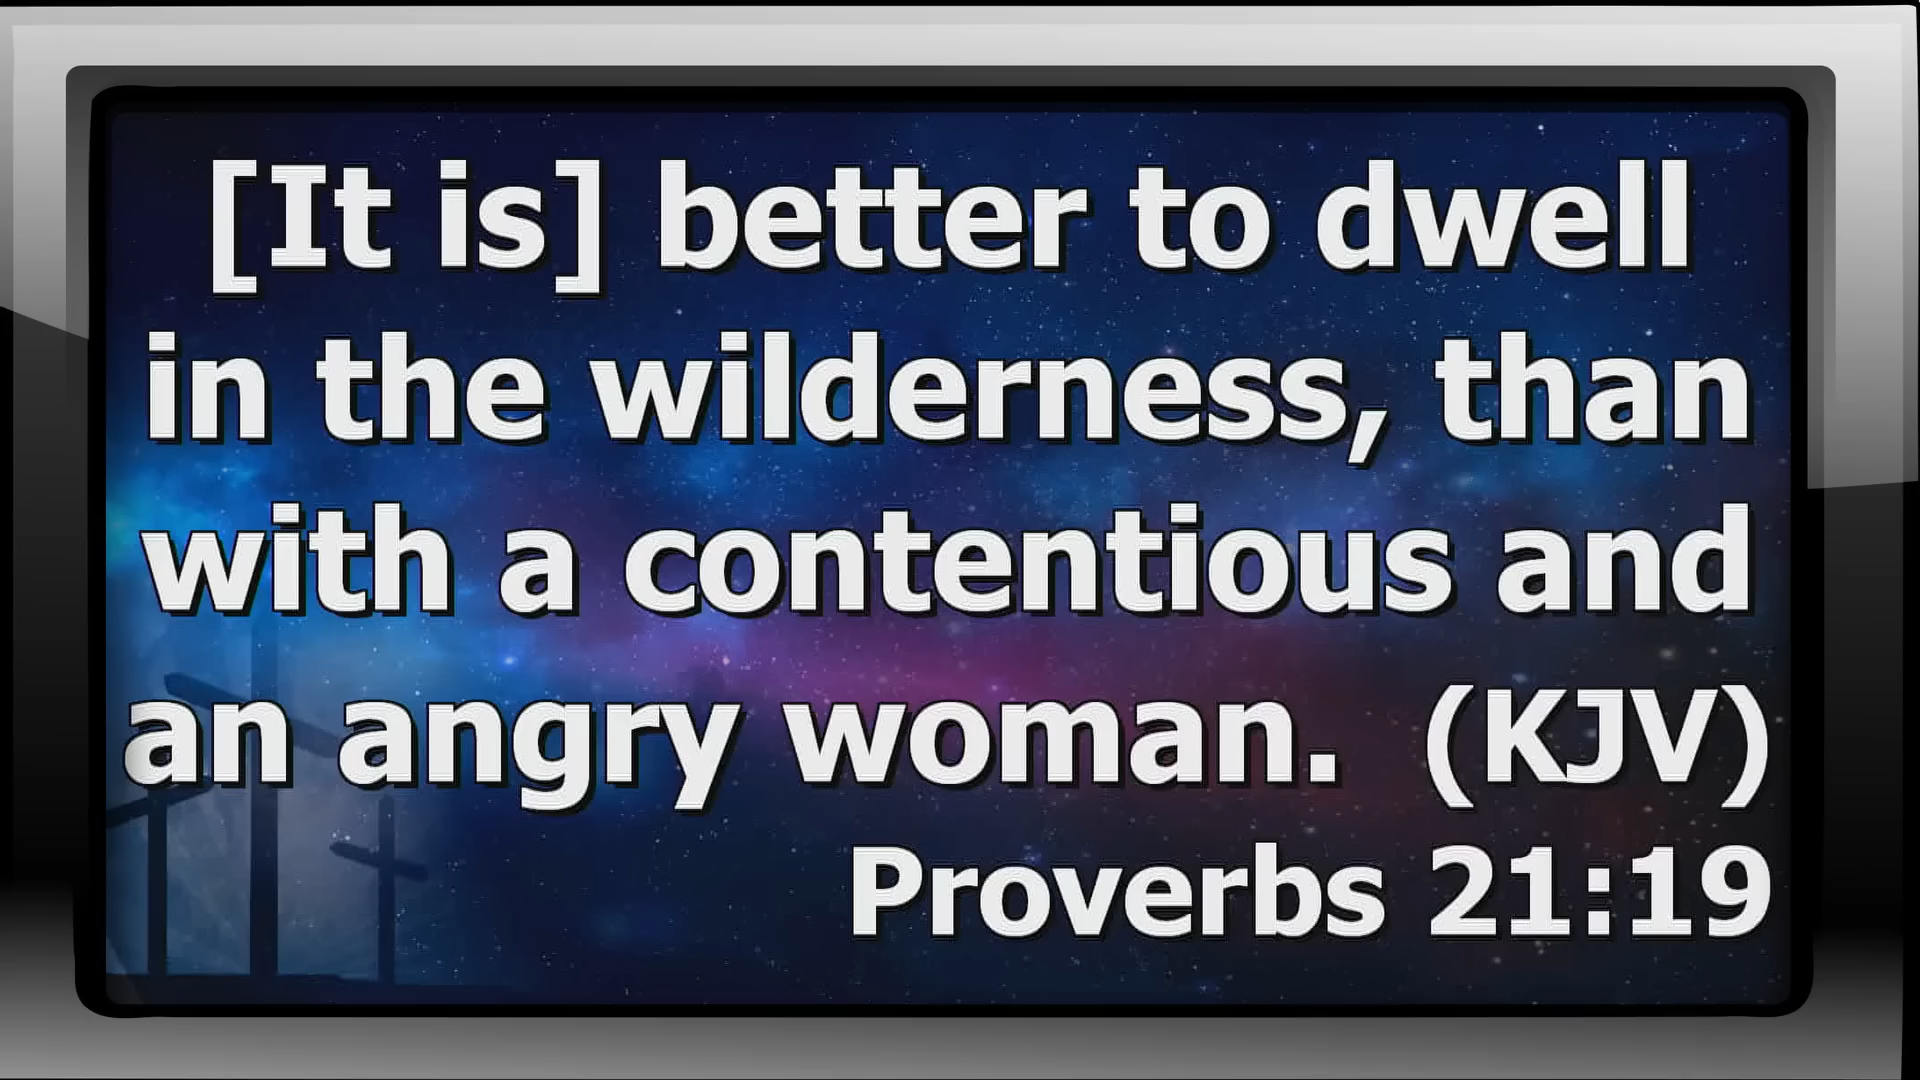 [It is] better to dwell
in the wilderness, than
with a contentious and
an angry woman.  (KJV)
Proverbs 21:19